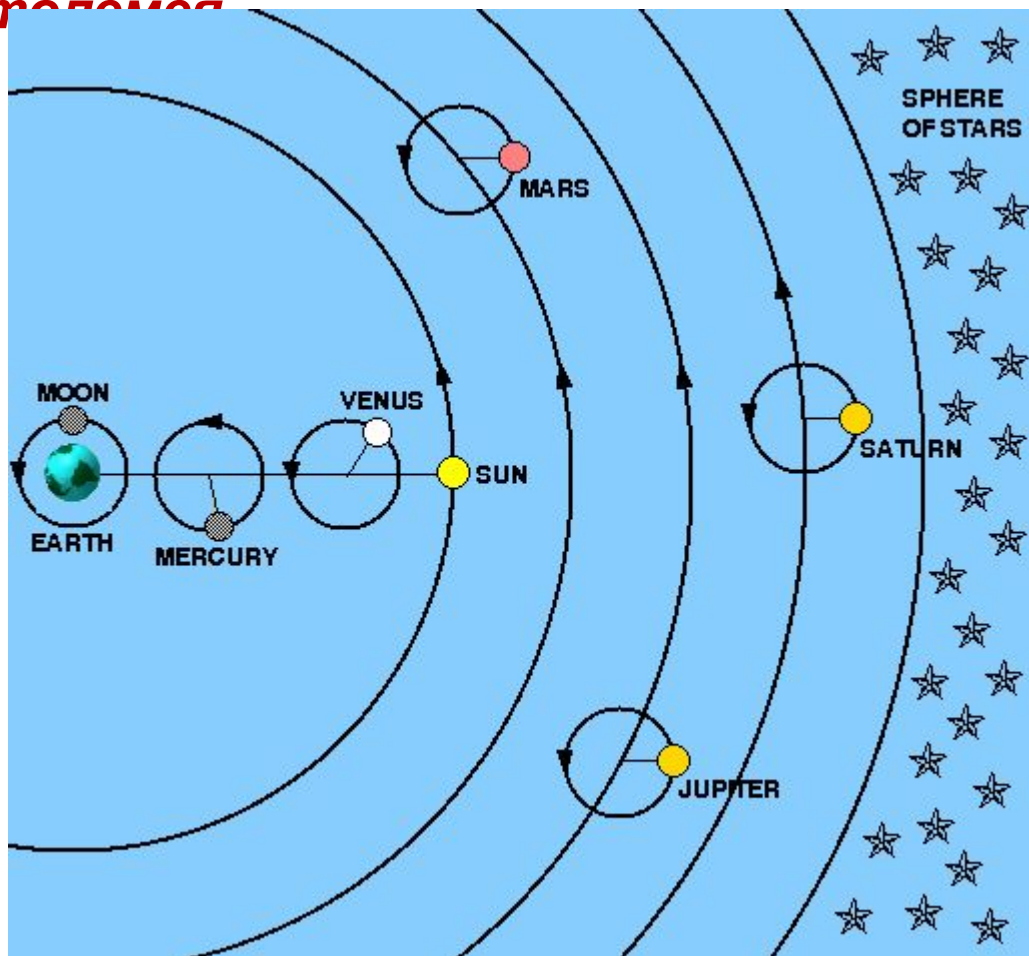 SPHERE
OF STARS
MARS
MOON
VENUS
SUN
SATURN
EARTH
MERCURY
JUPITER